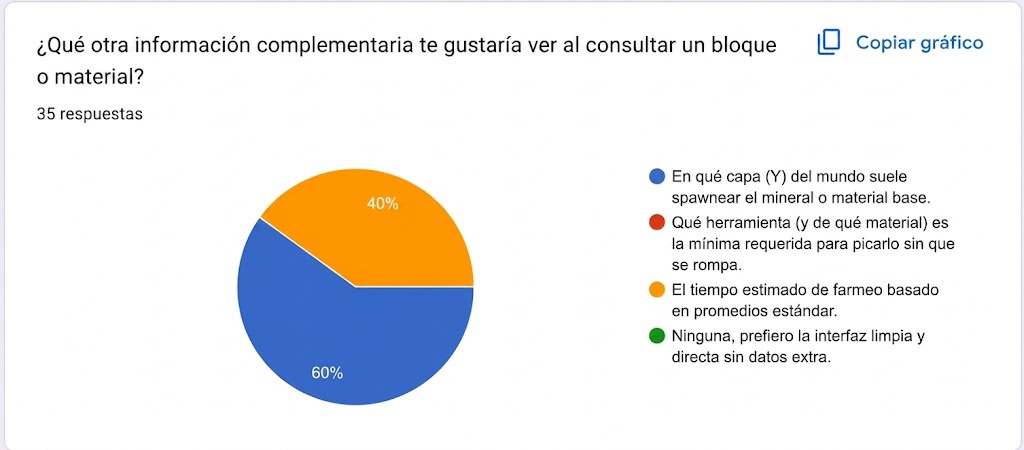 ¿Qué otra información complementaria te gustaría ver al consultar un bloque
o material?
Copiar gráfico
35 respuestas
40%
60%
En qué capa (Y) del mundo suele
spawnear el mineral o material base.
Qué herramienta (y de qué material) es
la mínima requerida para picarlo sin que
se rompa.
El tiempo estimado de farmeo basado
en promedios estándar.
Ninguna, prefiero la interfaz limpia y
directa sin datos extra.